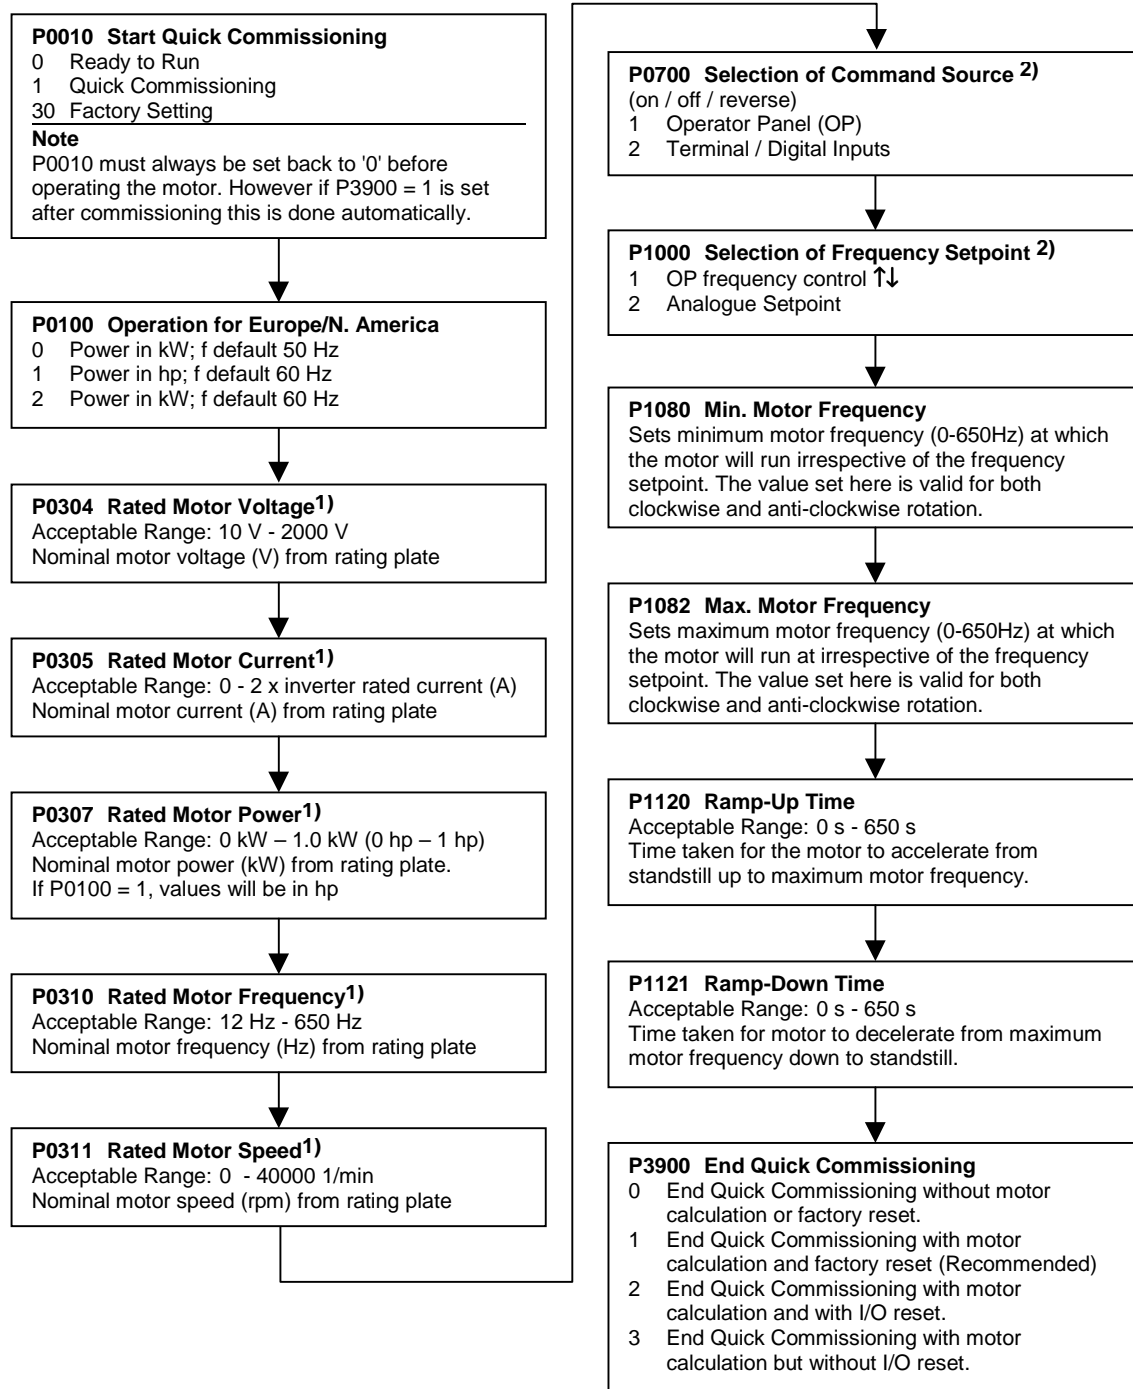 P0010 Start Quick Commissioning
0 Ready to Run
1 Quick Commissioning
30 Factory Setting
Note
P0010 must always be set back to '0' before
operating the motor. However if P3900 = 1 is set
after commissioning this is done automatically.
P0100 Operation for Europe/N. America
0 Power in kW; f default 50 Hz
1 Power in hp; f default 60 Hz
2 Power in kW; f default 60 Hz
P0304 Rated Motor Voltage1)
Acceptable Range: 10 V - 2000 V
Nominal motor voltage (V) from rating plate
P0305 Rated Motor Current1)
Acceptable Range: 0 - 2 x inverter rated current (A)
Nominal motor current (A) from rating plate
P0307 Rated Motor Power1)
Acceptable Range: 0 kW – 1.0 kW (0 hp – 1 hp)
Nominal motor power (kW) from rating plate.
If P0100 = 1, values will be in hp
P0310 Rated Motor Frequency1)
Acceptable Range: 12 Hz - 650 Hz
Nominal motor frequency (Hz) from rating plate
P0311 Rated Motor Speed1)
Acceptable Range: 0 - 40000 1/min
Nominal motor speed (rpm) from rating plate
P0700 Selection of Command Source 2)
(on / off / reverse)
1 Operator Panel (OP)
2 Terminal / Digital Inputs
P1000 Selection of Frequency Setpoint 2)
1 OP frequency control ↑↓
2 Analogue Setpoint
P1080 Min. Motor Frequency
Sets minimum motor frequency (0-650Hz) at which
the motor will run irrespective of the frequency
setpoint. The value set here is valid for both
clockwise and anti-clockwise rotation.
P1082 Max. Motor Frequency
Sets maximum motor frequency (0-650Hz) at which
the motor will run at irrespective of the frequency
setpoint. The value set here is valid for both
clockwise and anti-clockwise rotation.
P1120 Ramp-Up Time
Acceptable Range: 0 s - 650 s
Time taken for the motor to accelerate from
standstill up to maximum motor frequency.
P1121 Ramp-Down Time
Acceptable Range: 0 s - 650 s
Time taken for motor to decelerate from maximum
motor frequency down to standstill.
P3900 End Quick Commissioning
0 End Quick Commissioning without motor
calculation or factory reset.
1 End Quick Commissioning with motor
calculation and factory reset (Recommended)
2 End Quick Commissioning with motor
calculation and with I/O reset.
3 End Quick Commissioning with motor
calculation but without I/O reset.